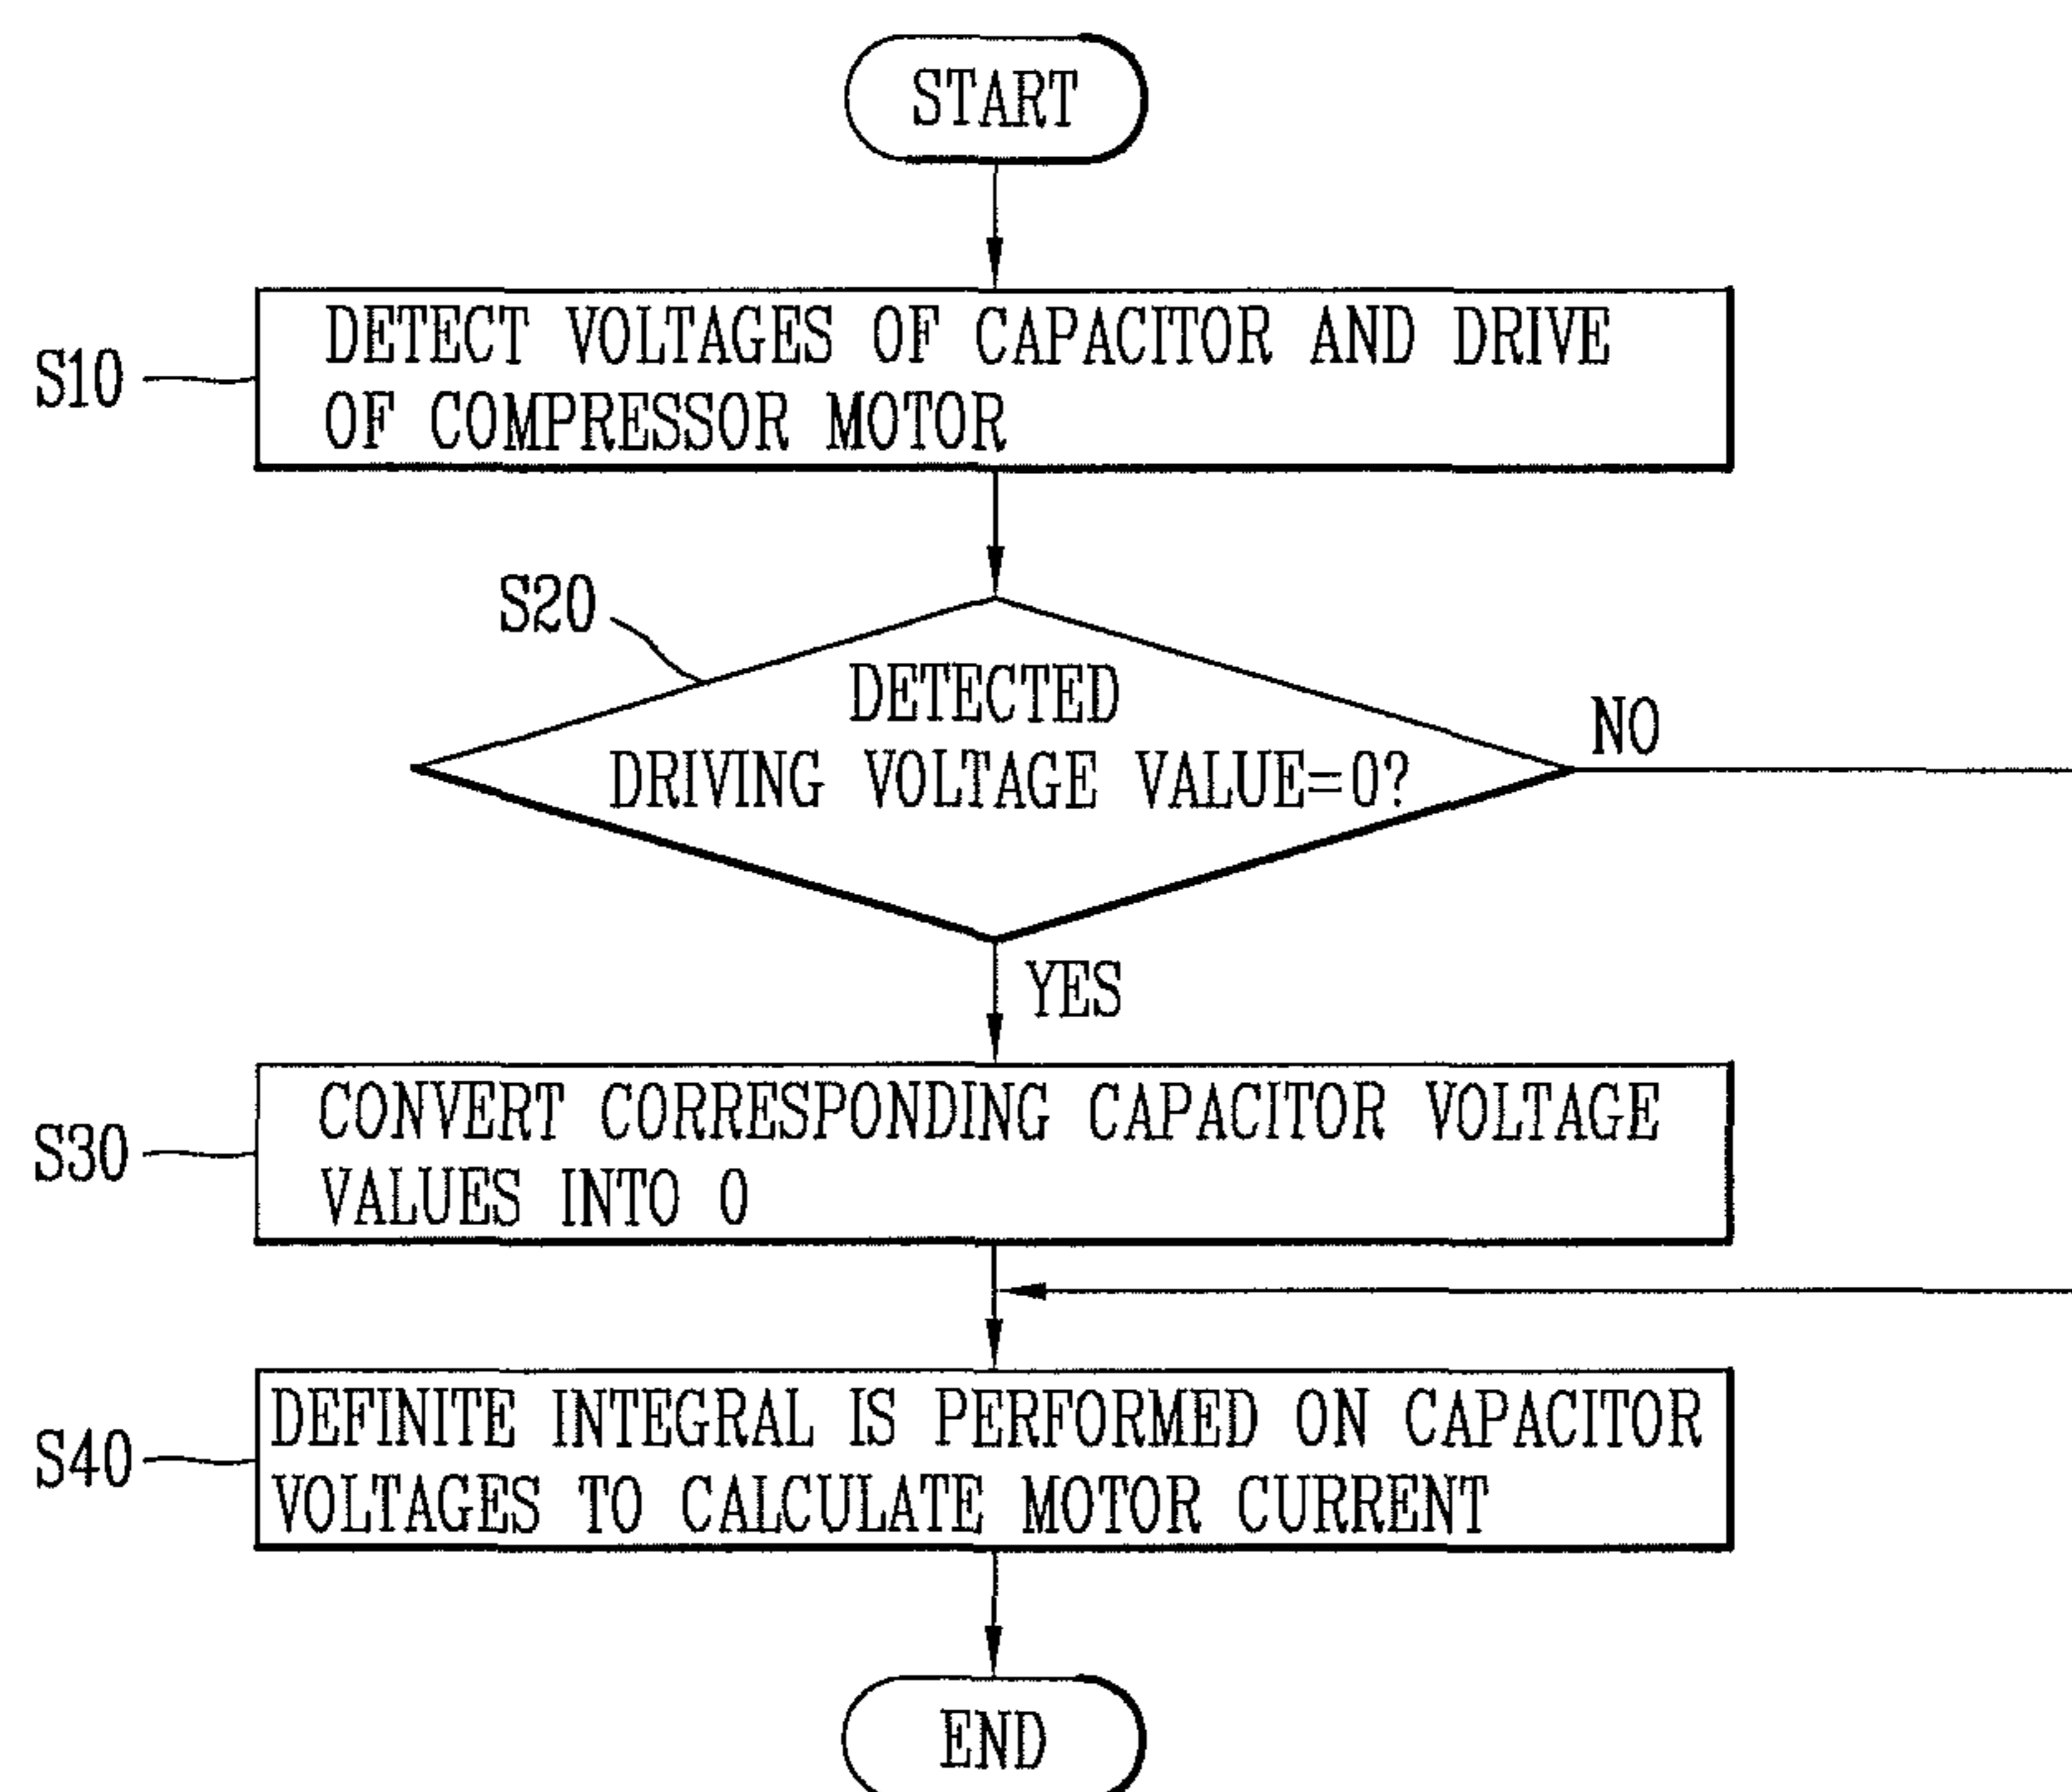 START
S10
DETECT VOLTAGES OF CAPACITOR AND DRIVE
OF COMPRESSOR MOTOR
S20
DETECTED
DRIVING VOLTAGE VALUE=0?
NO
YES
S30
CONVERT CORRESPONDING CAPACITOR VOLTAGE
VALUES INTO 0
S40
DEFINITE INTEGRAL IS PERFORMED ON CAPACITOR
VOLTAGES TO CALCULATE MOTOR CURRENT
END